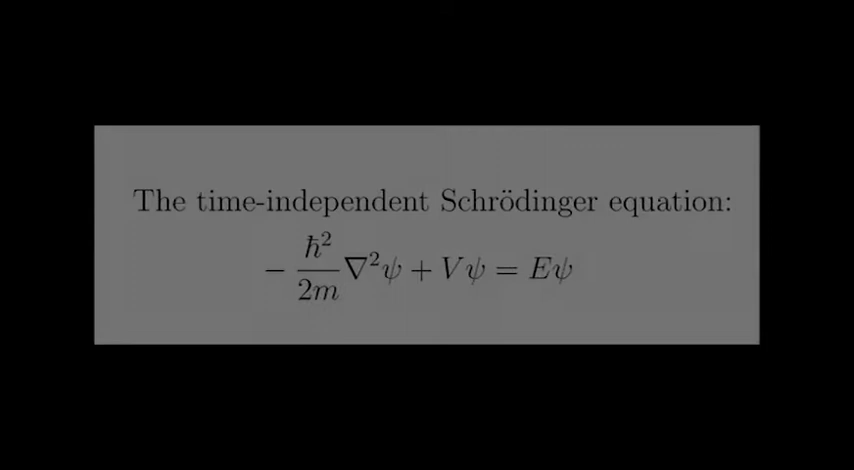 The time-independent Schrödinger equation:
− ℏ²/2m ∇²ψ + Vψ = Eψ